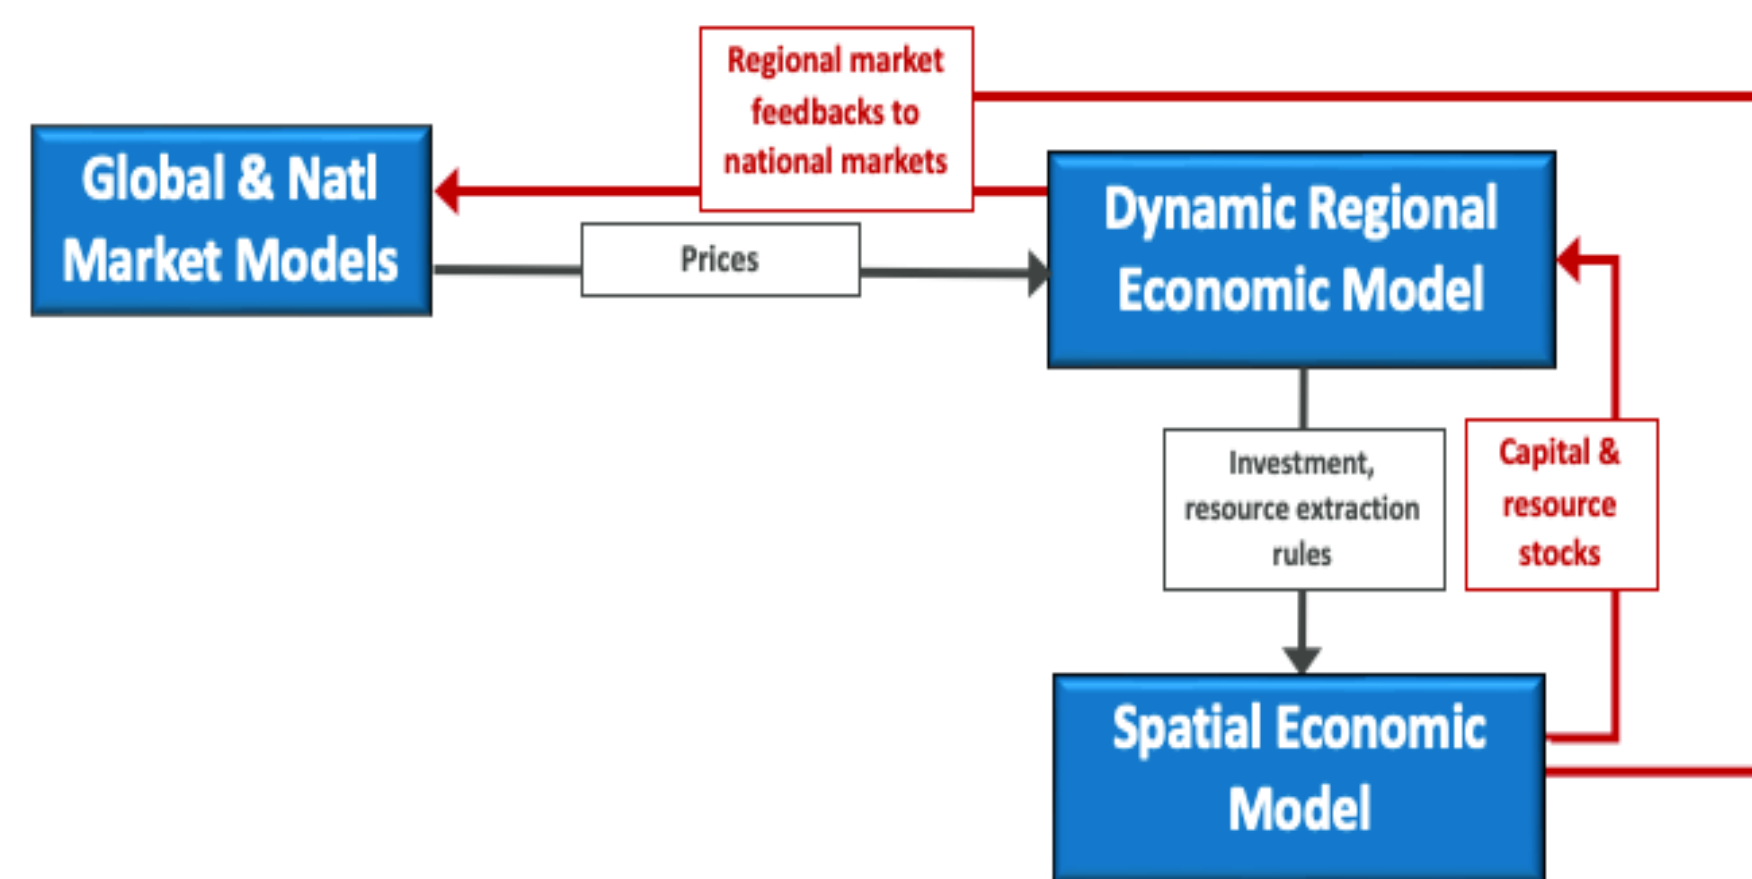 Regional market
feedbacks to
national markets
Global & Natl
Market Models
Prices
Dynamic Regional
Economic Model
Investment,
resource extraction
rules
Capital &
resource
stocks
Spatial Economic
Model